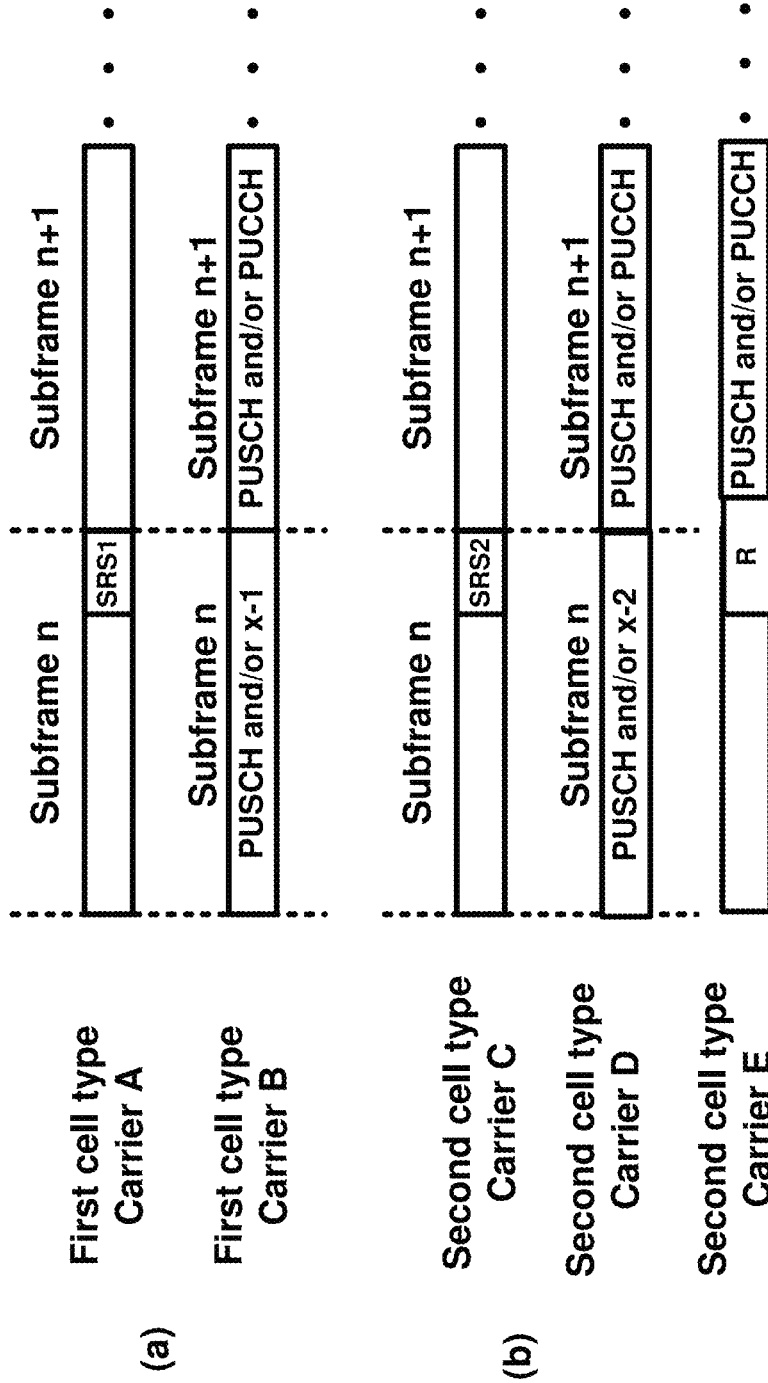 (a)
First cell type
Carrier A
Subframe n
Subframe n+1
SRS1
First cell type
Carrier B
Subframe n
Subframe n+1
PUSCH and/or x-1
PUSCH and/or PUCCH
(b)
Second cell type
Carrier C
Subframe n
Subframe n+1
SRS2
Second cell type
Carrier D
Subframe n
Subframe n+1
PUSCH and/or x-2
PUSCH and/or PUCCH
Second cell type
Carrier E
R
PUSCH and/or PUCCH